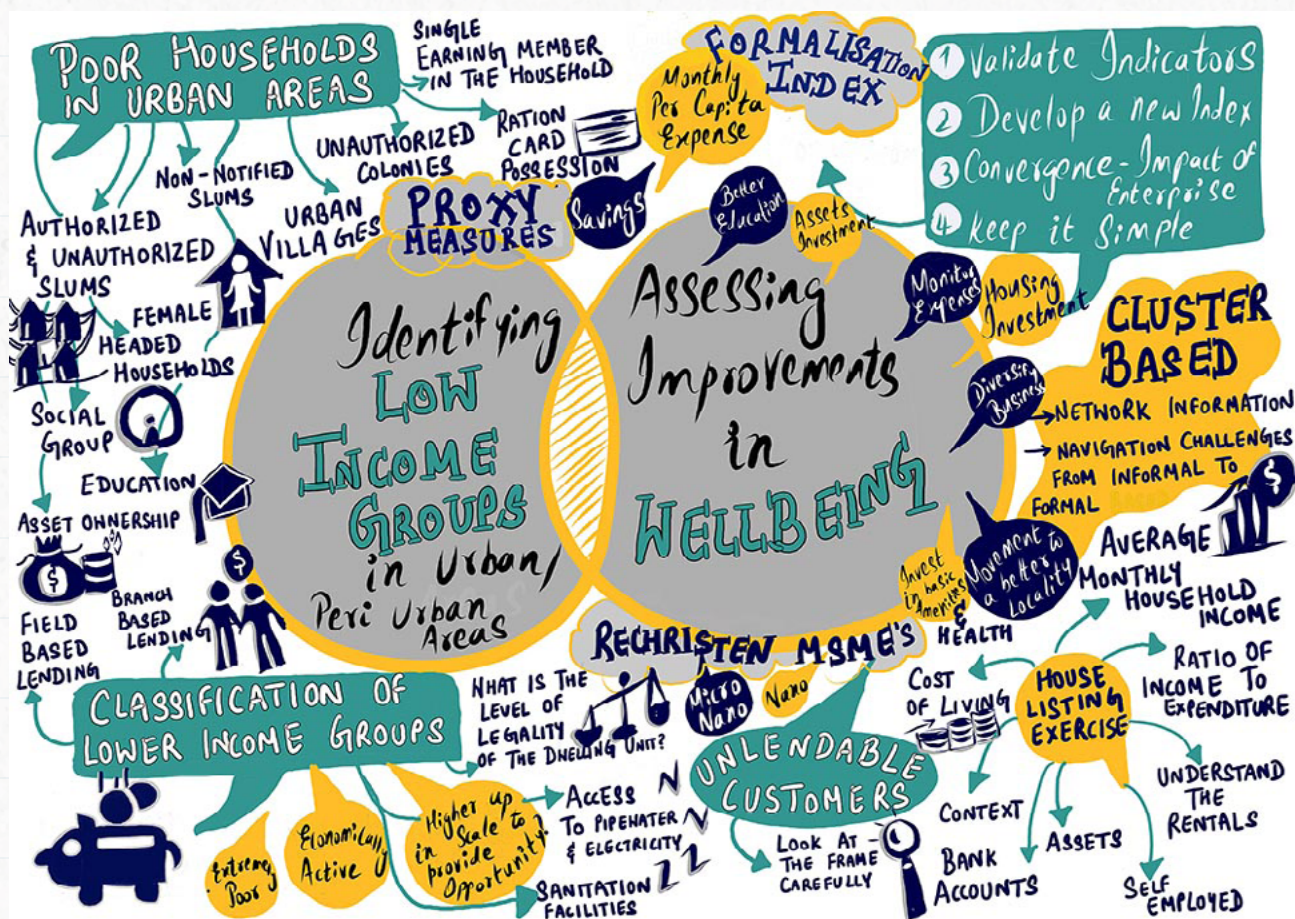 POOR HOUSEHOLDS
IN URBAN AREAS
SINGLE
EARNING MEMBER
IN THE HOUSEHOLD
RATION
CARD
POSSESSION
UNAUTHORIZED
COLONIES
NON-NOTIFIED
SLUMS
URBAN
VILLAGES
AUTHORIZED
& UNAUTHORIZED
SLUMS
FEMALE
HEADED
HOUSEHOLDS
SOCIAL
GROUP
EDUCATION
ASSET OWNERSHIP
FIELD
BASED
LENDING
BRANCH
BASED
LENDING
PROXY
MEASURES
Savings
Monthly
Per Capita
Expense
FORMALISATION
INDEX
1 Validate Indicators
2 Develop a new Index
3 Convergence - Impact of
Enterprise
4 Keep it Simple
Identifying
LOW
INCOME
GROUPS
in Urban/
Peri Urban
Areas
Assessing
Improvements
in
WELLBEING
Better
Education
Assets
Investment
Monitor
Expenses
Housing
Investment
Diversify
Business
CLUSTER
BASED
→ NETWORK INFORMATION
→ NAVIGATION CHALLENGES
FROM INFORMAL TO
FORMAL
Movement to
a better
Locality
Invest
in basic
Amenities
&
HEALTH
RECHRISTEN MSME'S
Micro
Nano
Nano
UNLENDABLE
CUSTOMERS
LOOK AT -
THE FRAME
CAREFULLY
HOUSE
LISTING
EXERCISE
AVERAGE
MONTHLY
HOUSEHOLD
INCOME
RATIO OF
INCOME TO
EXPENDITURE
UNDERSTAND
THE
RENTALS
SELF
EMPLOYED
ASSETS
BANK
ACCOUNTS
CONTEXT
COST
OF LIVING
CLASSIFICATION OF
LOWER INCOME GROUPS
Extremely
Poor
Economically
Active
Higher up
in Scale to
provide
Opportunity?
WHAT IS THE
LEVEL OF
LEGALITY
OF THE DWELLING UNIT?
ACCESS
TO PIPEWATER
& ELECTRICITY
SANITATION
FACILITIES